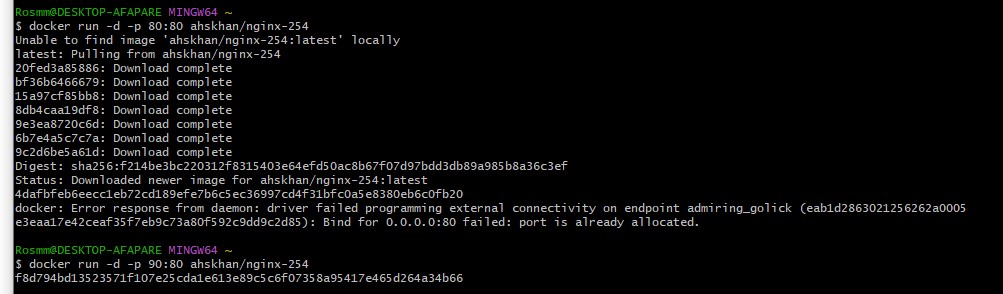 Rosmm@DESKTOP-AFAPARE MINGW64 ~
$ docker run -d -p 80:80 ahskhan/nginx-254
Unable to find image 'ahskhan/nginx-254:latest' locally
latest: Pulling from ahskhan/nginx-254
20fed3a85886: Download complete
bf36b6466679: Download complete
15a97cf85bb8: Download complete
8db4caa19df8: Download complete
9e3ea8720c6d: Download complete
6b7e4a5c7c7a: Download complete
9c2d6be5a61d: Download complete
Digest: sha256:f214be3bc220312f8315403e64efd50ac8b67f07d97bdd3db89a985b8a36c3ef
Status: Downloaded newer image for ahskhan/nginx-254:latest
4dafbfeb6eecc1eb72cd189efe7b6c5ec36997cd4f31bfc0a5e8380eb6c0fb20
docker: Error response from daemon: driver failed programming external connectivity on endpoint admiring_golick (eab1d2863021256262a0005
e3eaa17e42ceaf35f7eb9c73a80f592c9dd9c2d85): Bind for 0.0.0.0:80 failed: port is already allocated.
Rosmm@DESKTOP-AFAPARE MINGW64 ~
$ docker run -d -p 90:80 ahskhan/nginx-254
f8d794bd13523571f107e25cda1e613e89c5c6f07358a95417e465d264a34b66